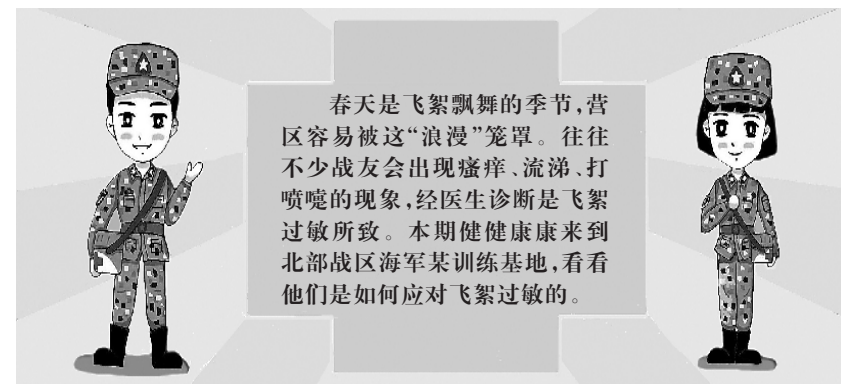 春天是飞絮飘舞的季节,营
区容易被这“浪漫”笼罩。往往
不少战友会出现瘙痒、流涕、打
喷嚏的现象,经医生诊断是飞絮
过敏所致。本期健健康康来到
北部战区海军某训练基地,看看
他们是如何应对飞絮过敏的。